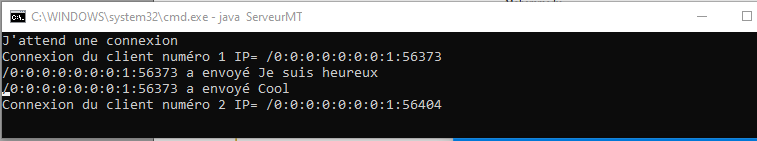 C:\WINDOWS\system32\cmd.exe - java ServeurMT
J'attend une connexion
Connexion du client numéro 1 IP= /0:0:0:0:0:0:0:1:56373
/0:0:0:0:0:0:0:1:56373 a envoyé Je suis heureux
/0:0:0:0:0:0:0:1:56373 a envoyé Cool
Connexion du client numéro 2 IP= /0:0:0:0:0:0:0:1:56404